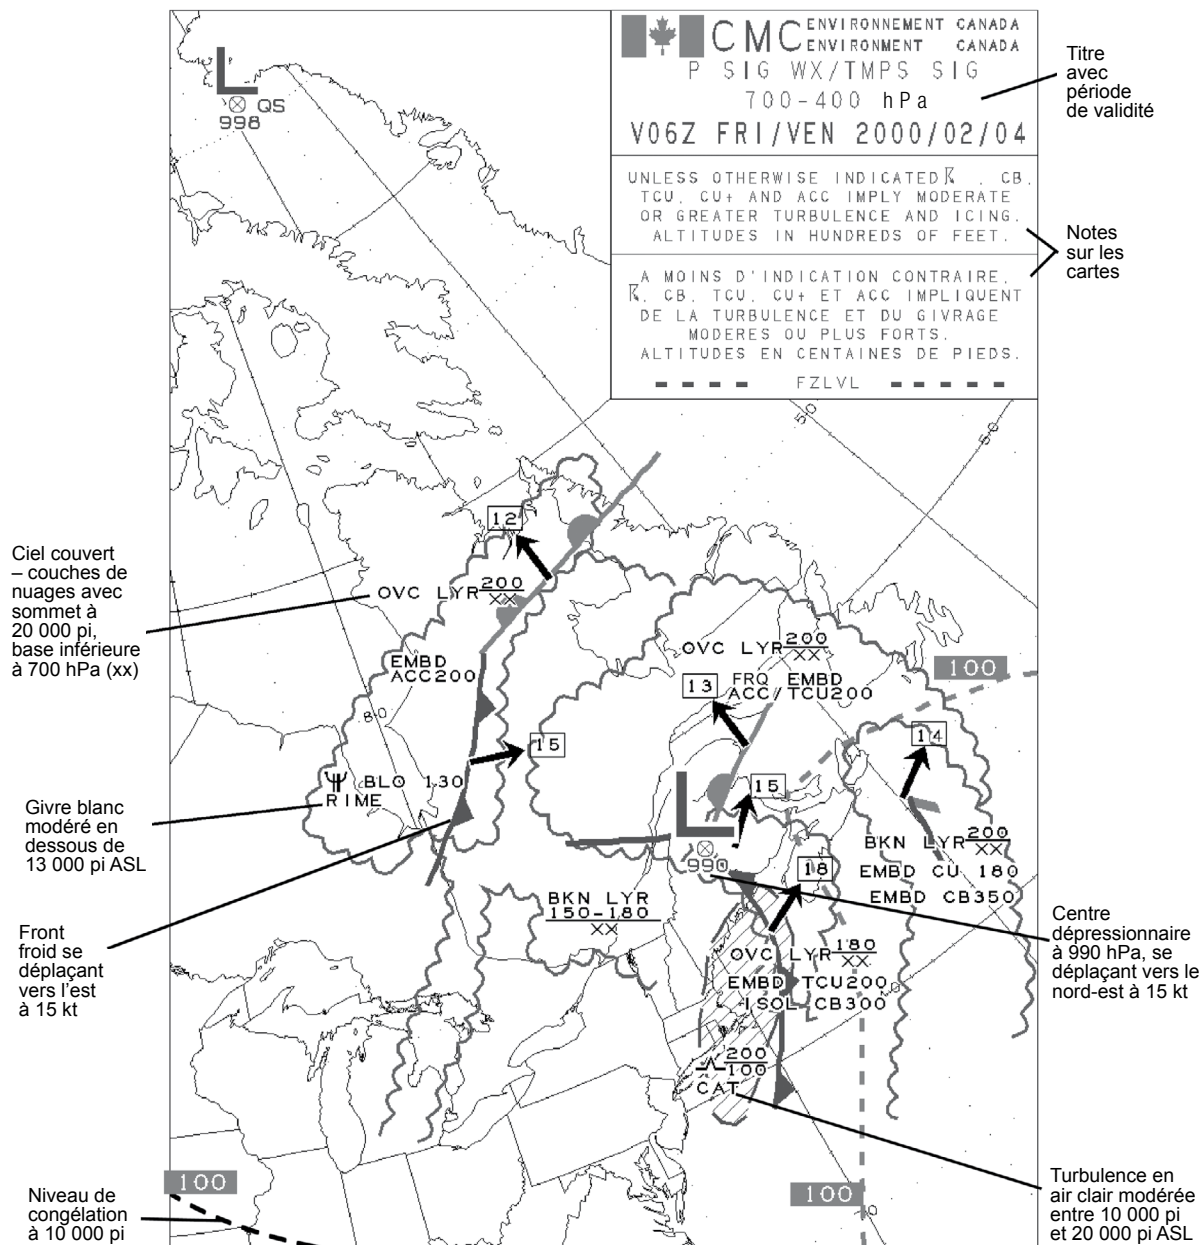 CMC ENVIRONNEMENT CANADA
ENVIRONMENT CANADA
P SIG WX/TMPS SIG
700-400 hPa
V06Z FRI/VEN 2000/02/04
UNLESS OTHERWISE INDICATED , CB,
TCU, CU+ AND ACC IMPLY MODERATE
OR GREATER TURBULENCE AND ICING.
ALTITUDES IN HUNDREDS OF FEET.
A MOINS D'INDICATION CONTRAIRE,
, CB, TCU, CU+ ET ACC IMPLIQUENT
DE LA TURBULENCE ET DU GIVRAGE
MODERES OU PLUS FORTS.
ALTITUDES EN CENTAINES DE PIEDS.
FZLVL
Titre
avec
période
de validité
Notes
sur les
cartes
L
QS
998
50
50
12
OVC LYR 200
XX
EMBD
ACC200
80
15
BLO 130
RIME
OVC LYR 200
XX
13
FRQ EMBD
ACC/TCU200
100
14
15
L
990
18
BKN LYR 200
XX
EMBD CU 180
EMBD CB350
BKN LYR
150-180
XX
OVC LYR 180
XX
EMBD TCU200
ISOL CB300
200
100
CAT
100
100
Ciel couvert
– couches de
nuages avec
sommet à
20 000 pi,
base inférieure
à 700 hPa (xx)
Givre blanc
modéré en
dessous de
13 000 pi ASL
Front
froid se
déplaçant
vers l'est
à 15 kt
Niveau de
congélation
à 10 000 pi
Centre
dépressionnaire
à 990 hPa, se
déplaçant vers le
nord-est à 15 kt
Turbulence en
air clair modérée
entre 10 000 pi
et 20 000 pi ASL